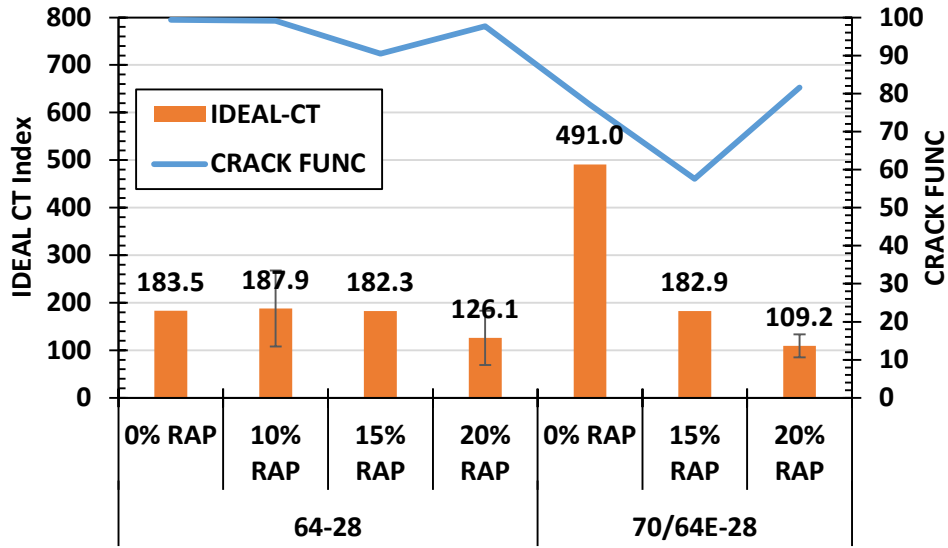 IDEAL CT Index
800
700
600
500
400
300
200
100
0
IDEAL-CT
CRACK FUNC
183.5
187.9
182.3
126.1
491.0
182.9
109.2
100
90
80
70
60
50
40
30
20
10
0
CRACK FUNC
0% RAP
10%
RAP
15%
RAP
20%
RAP
0% RAP
15%
RAP
20%
RAP
64-28
70/64E-28